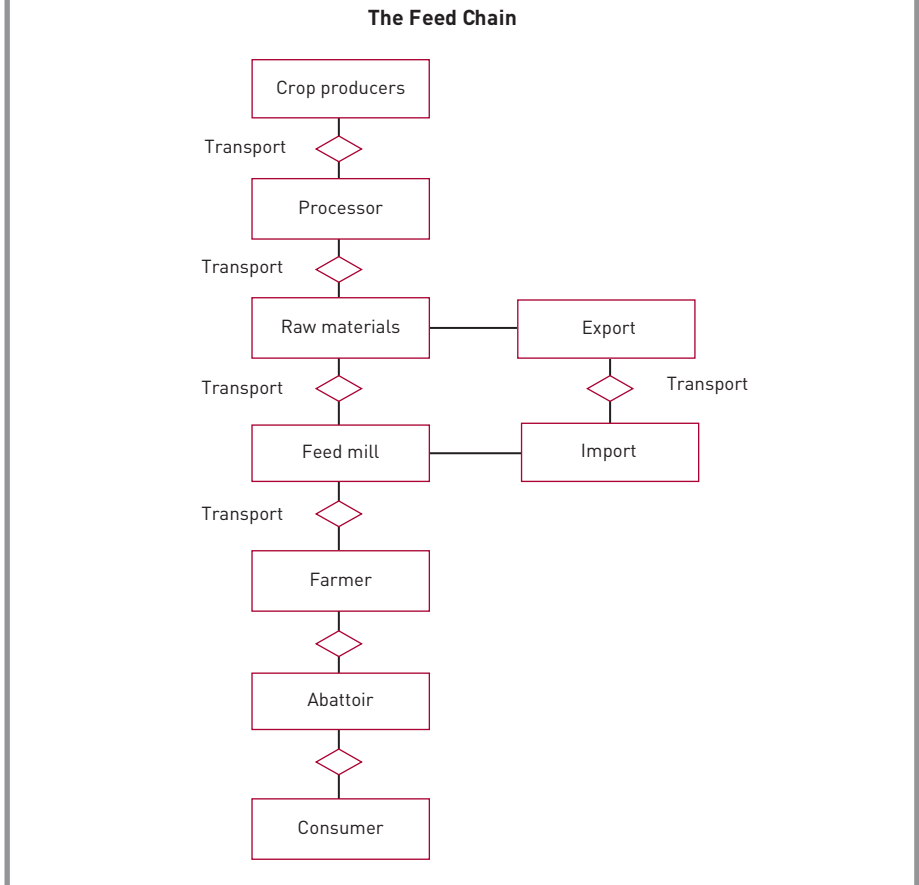 The Feed Chain
Crop producers
Transport
Processor
Transport
Raw materials
Export
Transport
Transport
Feed mill
Import
Transport
Farmer
Abattoir
Consumer